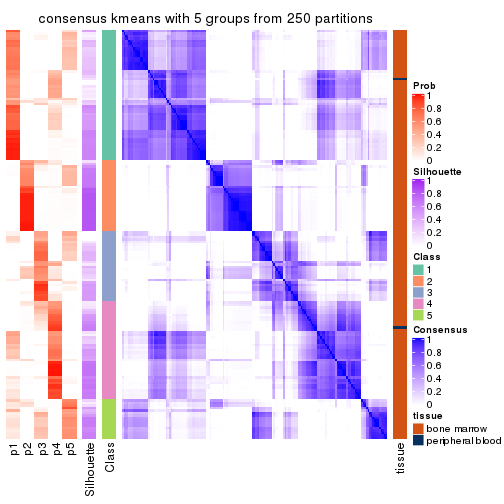 consensus kmeans with 5 groups from 250 partitions
Prob
1
0.8
0.6
0.4
0.2
0
Silhouette
1
0.8
0.6
0.4
0.2
0
Class
1
2
3
4
5
Consensus
1
0.8
0.6
0.4
0.2
0
tissue
bone marrow
peripheral blood
p1
p2
p3
p4
p5
Silhouette
Class
tissue